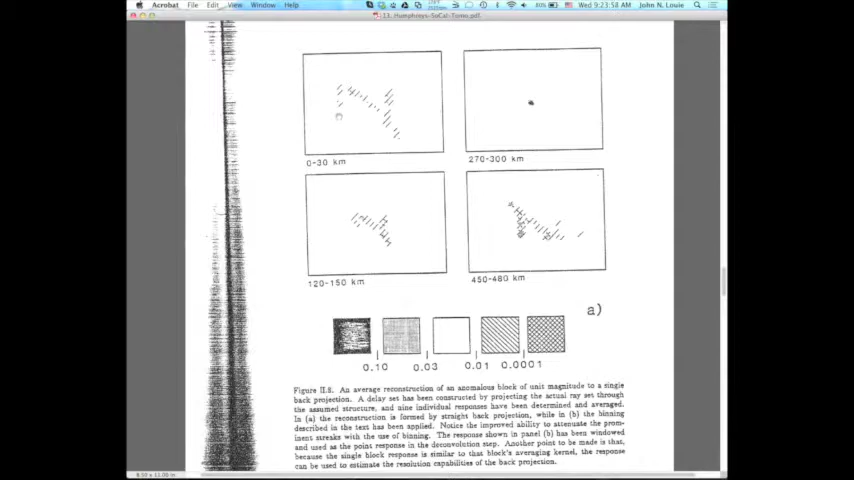 Acrobat File Edit View Window Help
Wed 9:23:58 AM John N. Louie
13. Humphreys-SoCal-Tomo.pdf
0-30 km
270-300 km
120-150 km
450-480 km
a)
0.10 0.03 0.01 0.0001
Figure II.8. An average reconstruction of an anomalous block of unit magnitude to a single
back projection. A delay set has been constructed by projecting the actual ray set through
the assumed structure, and nine individual responses have been determined and averaged.
In (a) the reconstruction is formed by straight back projection, while in (b) the binning
described in the text has been applied. Notice the improved ability to attenuate the prom-
inent streaks with the use of binning. The response shown in panel (b) has been windowed
and used as the point response in the deconvolution step. Another point to be made is that,
because the single block response is similar to that block's averaging kernel, the response
can be used to estimate the resolution capabilities of the back projection.
8.50 x 11.00 in